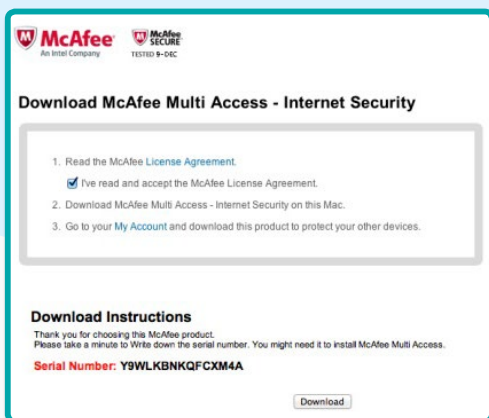 McAfee
An Intel Company
McAfee
SECURE
TESTED 9-DEC
Download McAfee Multi Access - Internet Security
1. Read the McAfee License Agreement.
I've read and accept the McAfee License Agreement.
2. Download McAfee Multi Access - Internet Security on this Mac.
3. Go to your My Account and download this product to protect your other devices.
Download Instructions
Thank you for choosing this McAfee product.
Please take a minute to Write down the serial number. You might need it to install McAfee Multi Access.
Serial Number: Y9WLKBNKQFCXM4A
Download